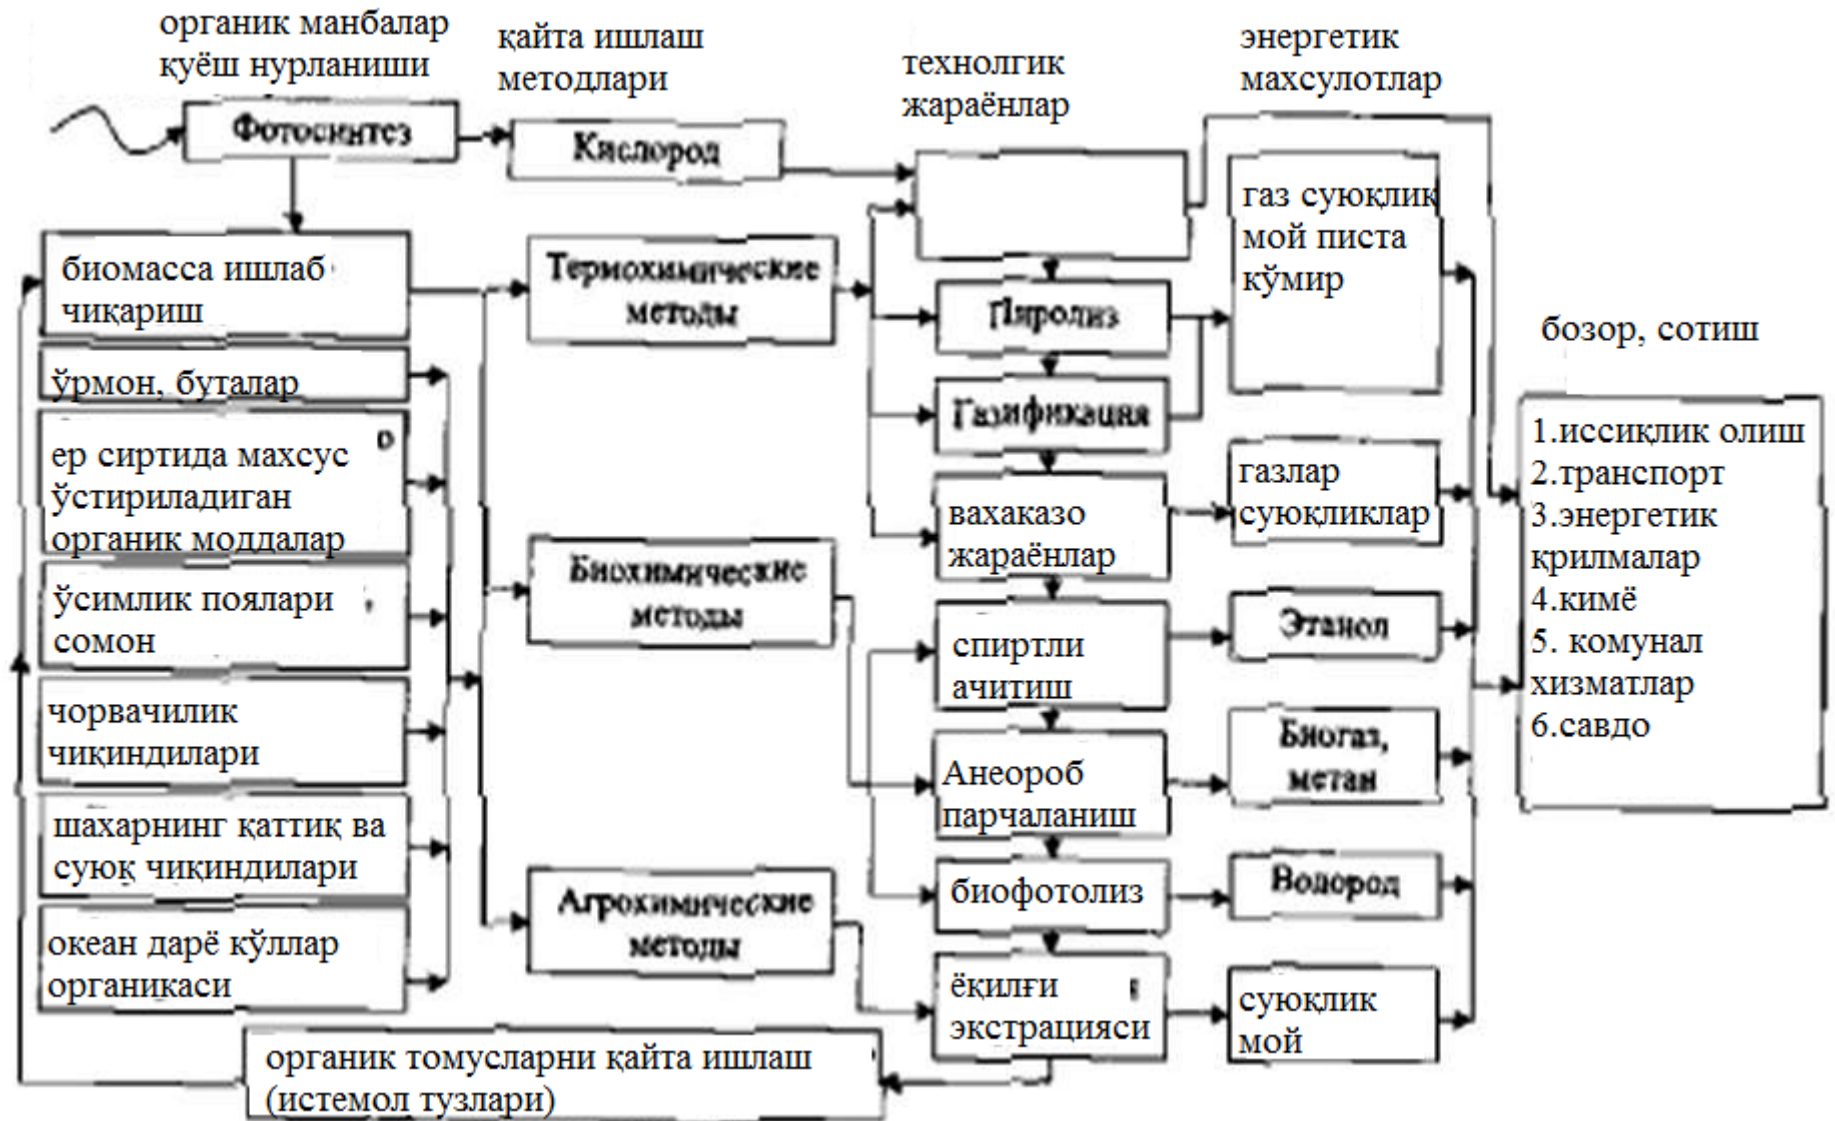 органик манбалар
қуёш нурланиши
қайта ишлаш
методлари
технолгик
жараёнлар
энергетик
махсулотлар
Фотосинтез
Кислород
биомасса ишлаб
чиқариш
ўрмон, буталар
ер сиртида махсус
ўстириладиган
органик моддалар
ўсимлик поялари
сомон
чорвачилик
чиқиндилари
шахарнинг қаттиқ ва
суюқ чиқиндилари
океан дарё кўллар
органикаси
органик томусларни қайта ишлаш
(истемол тузлари)
Термохимические
методы
Биохимические
методы
Агрохимические
методы
Пиролиз
Газификация
вахаказо
жараёнлар
спиртли
ачитиш
Анеороб
парчаланиш
биофотолиз
ёқилғи
экстрацияси
газ суюқлик
мой писта
кўмир
газлар
суюқликлар
Этанол
Биогаз,
метан
Водород
суюқлик
мой
бозор, сотиш
1.иссиқлик олиш
2.транспорт
3.энергетик
қрилмалар
4.кимё
5. комунал
хизматлар
6.савдо